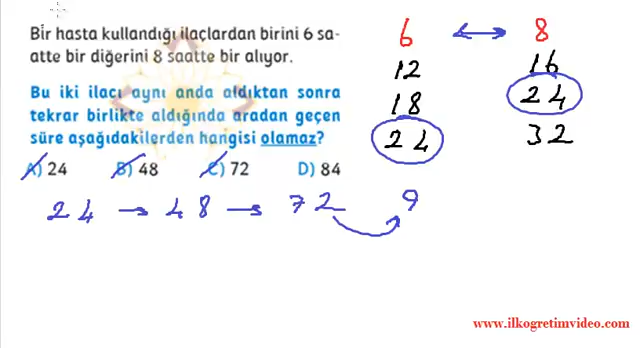 Bir hasta kullandığı ilaçlardan birini 6 sa-
atte bir diğerini 8 saatte bir alıyor.
Bu iki ilacı aynı anda aldıktan sonra
tekrar birlikte aldığında aradan geçen
süre aşağıdakilerden hangisi olamaz?
A) 24 B) 48 C) 72 D) 84
6 ↔ 8
12 16
18 24
24 32
24 → 48 → 72 9
www.ilkogretimvideo.com